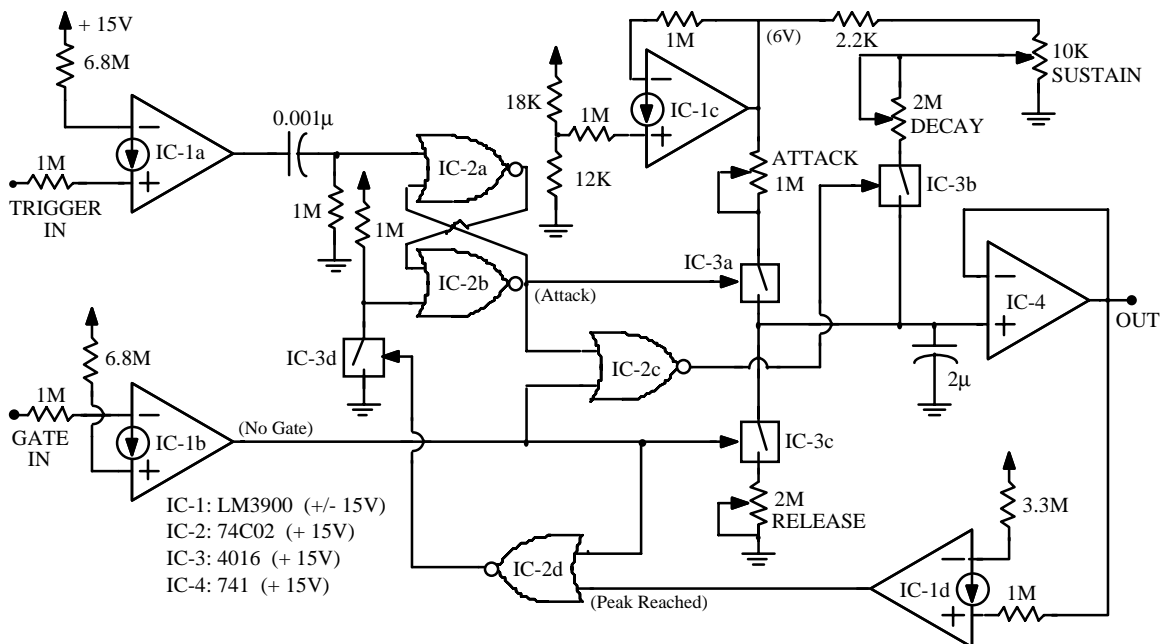 + 15V
6.8M
1M
(6V)
2.2K
10K
SUSTAIN
0.001µ
18K
1M
IC-1c
2M
DECAY
IC-1a
1M
TRIGGER
IN
IC-2a
12K
ATTACK
1M
IC-3b
1M
1M
IC-2b
(Attack)
IC-3a
IC-4
OUT
6.8M
IC-3d
IC-2c
2µ
1M
GATE
IN
IC-1b
(No Gate)
IC-3c
IC-1: LM3900 (+/- 15V)
IC-2: 74C02 (+ 15V)
IC-3: 4016 (+ 15V)
IC-4: 741 (+ 15V)
2M
RELEASE
3.3M
IC-2d
(Peak Reached)
IC-1d
1M